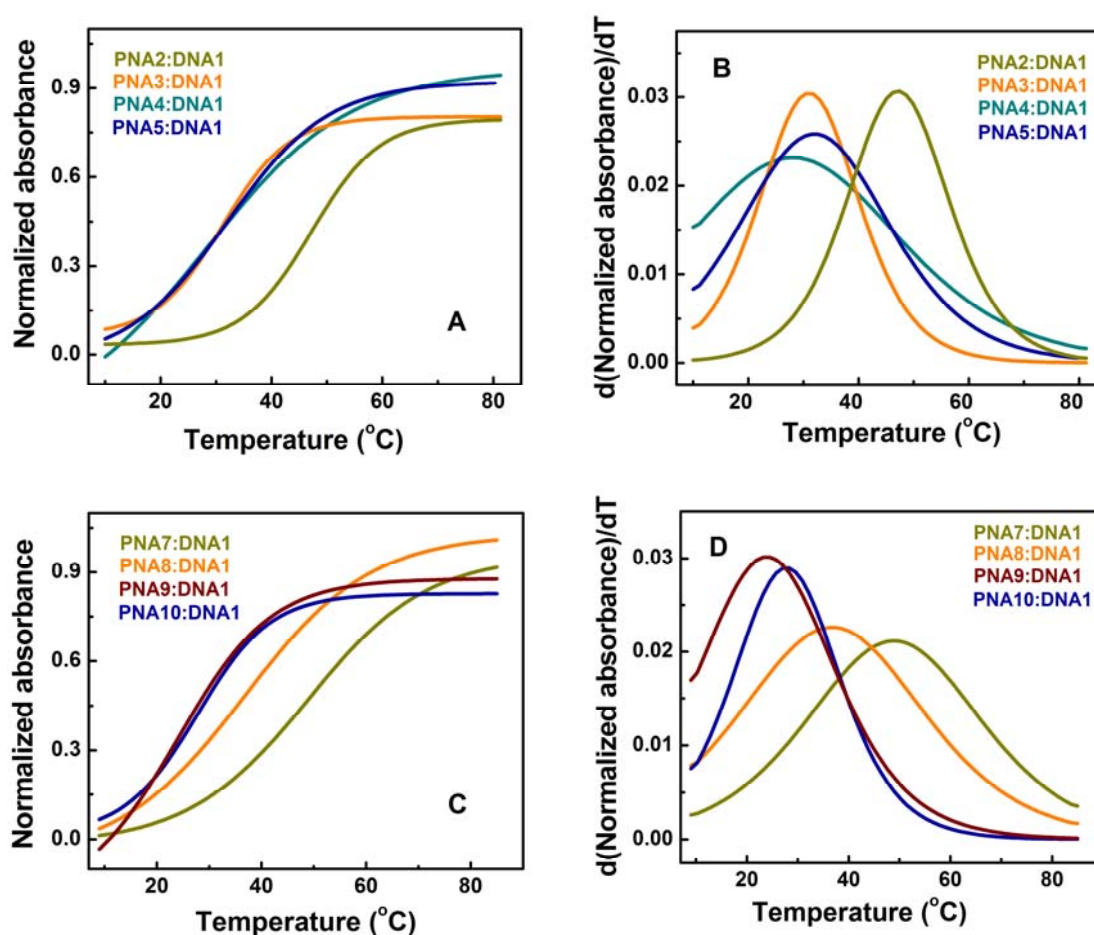 PNA2:DNA1
PNA3:DNA1
PNA4:DNA1
PNA5:DNA1
A
Normalized absorbance
0.9
0.6
0.3
0.0
20 40 60 80
Temperature (°C)
B
PNA2:DNA1
PNA3:DNA1
PNA4:DNA1
PNA5:DNA1
d(Normalized absorbance)/dT
0.03
0.02
0.01
0.00
20 40 60 80
Temperature (°C)
PNA7:DNA1
PNA8:DNA1
PNA9:DNA1
PNA10:DNA1
C
Normalized absorbance
0.9
0.6
0.3
0.0
20 40 60 80
Temperature (°C)
D
PNA7:DNA1
PNA8:DNA1
PNA9:DNA1
PNA10:DNA1
d(Normalized absorbance)/dT
0.03
0.02
0.01
0.00
20 40 60 80
Temperature (°C)